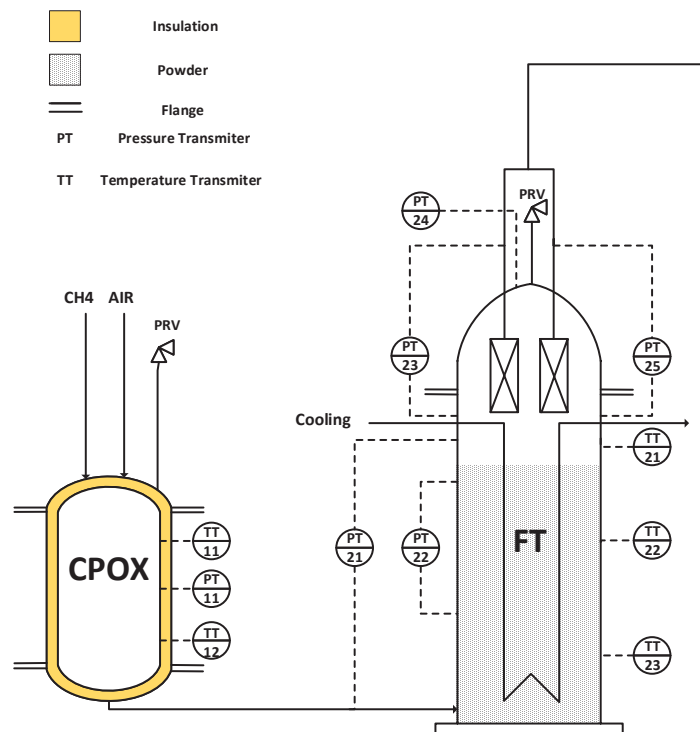 Insulation
Powder
Flange
PT Pressure Transmiter
TT Temperature Transmiter
PT
24
PRV
CH4 AIR
PRV
PT
23
PT
25
Cooling
TT
21
TT
11
PT
21
PT
22
FT
TT
22
CPOX
PT
11
TT
12
TT
23